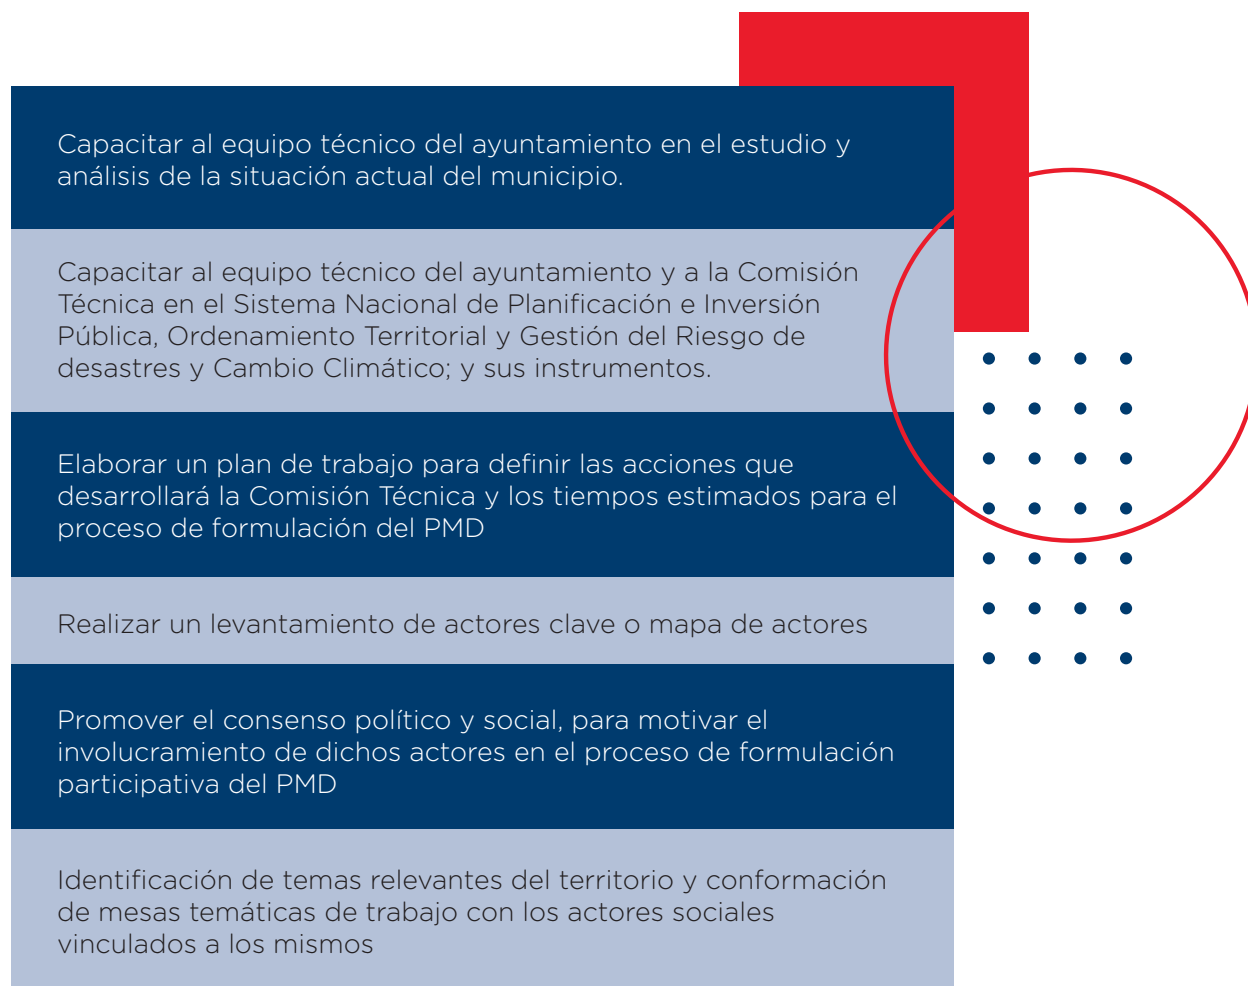 Capacitar al equipo técnico del ayuntamiento en el estudio y
análisis de la situación actual del municipio.
Capacitar al equipo técnico del ayuntamiento y a la Comisión
Técnica en el Sistema Nacional de Planificación e Inversión
Pública, Ordenamiento Territorial y Gestión del Riesgo de
desastres y Cambio Climático; y sus instrumentos.
Elaborar un plan de trabajo para definir las acciones que
desarrollará la Comisión Técnica y los tiempos estimados para el
proceso de formulación del PMD
Realizar un levantamiento de actores clave o mapa de actores
Promover el consenso político y social, para motivar el
involucramiento de dichos actores en el proceso de formulación
participativa del PMD
Identificación de temas relevantes del territorio y conformación
de mesas temáticas de trabajo con los actores sociales
vinculados a los mismos